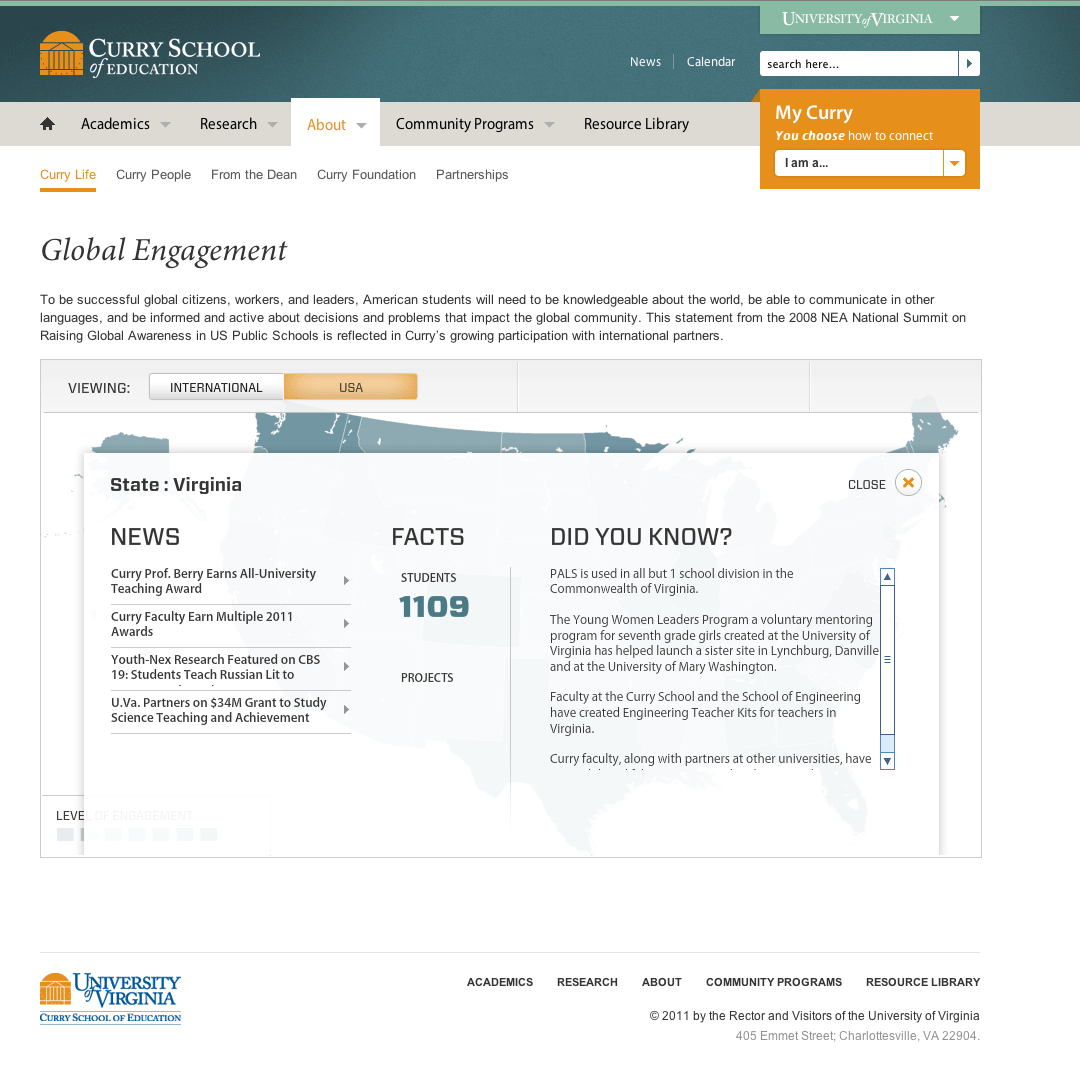 UNIVERSITY of VIRGINIA
CURRY SCHOOL
of EDUCATION
News
Calendar
search here...
Academics
Research
About
Community Programs
Resource Library
My Curry
You choose how to connect
I am a...
Curry Life
Curry People
From the Dean
Curry Foundation
Partnerships
Global Engagement
To be successful global citizens, workers, and leaders, American students will need to be knowledgeable about the world, be able to communicate in other
languages, and be informed and active about decisions and problems that impact the global community. This statement from the 2008 NEA National Summit on
Raising Global Awareness in US Public Schools is reflected in Curry's growing participation with international partners.
VIEWING:
INTERNATIONAL
USA
State : Virginia
CLOSE
NEWS
Curry Prof. Berry Earns All-University
Teaching Award
Curry Faculty Earn Multiple 2011
Awards
Youth-Nex Research Featured on CBS
19: Students Teach Russian Lit to
U.Va. Partners on $34M Grant to Study
Science Teaching and Achievement
FACTS
STUDENTS
1109
PROJECTS
DID YOU KNOW?
PALS is used in all but 1 school division in the
Commonwealth of Virginia.
The Young Women Leaders Program a voluntary mentoring
program for seventh grade girls created at the University of
Virginia has helped launch a sister site in Lynchburg, Danville
and at the University of Mary Washington.
Faculty at the Curry School and the School of Engineering
have created Engineering Teacher Kits for teachers in
Virginia.
Curry faculty, along with partners at other universities, have
LEVEL OF ENGAGEMENT
UNIVERSITY
of VIRGINIA
CURRY SCHOOL OF EDUCATION
ACADEMICS
RESEARCH
ABOUT
COMMUNITY PROGRAMS
RESOURCE LIBRARY
© 2011 by the Rector and Visitors of the University of Virginia
405 Emmet Street; Charlottesville, VA 22904.